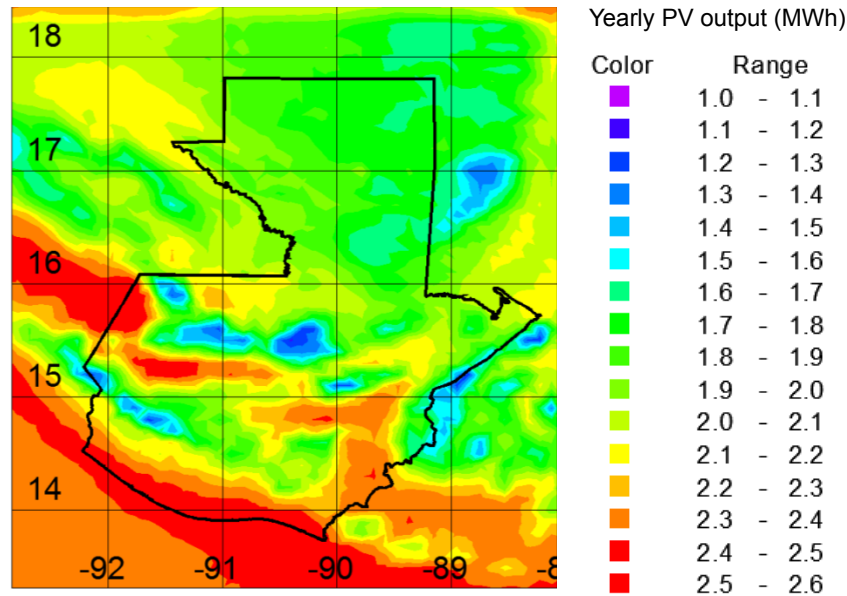 Yearly PV output (MWh)
Color Range
1.0 - 1.1
1.1 - 1.2
1.2 - 1.3
1.3 - 1.4
1.4 - 1.5
1.5 - 1.6
1.6 - 1.7
1.7 - 1.8
1.8 - 1.9
1.9 - 2.0
2.0 - 2.1
2.1 - 2.2
2.2 - 2.3
2.3 - 2.4
2.4 - 2.5
2.5 - 2.6
18
17
16
15
14
-92 -91 -90 -89 -8